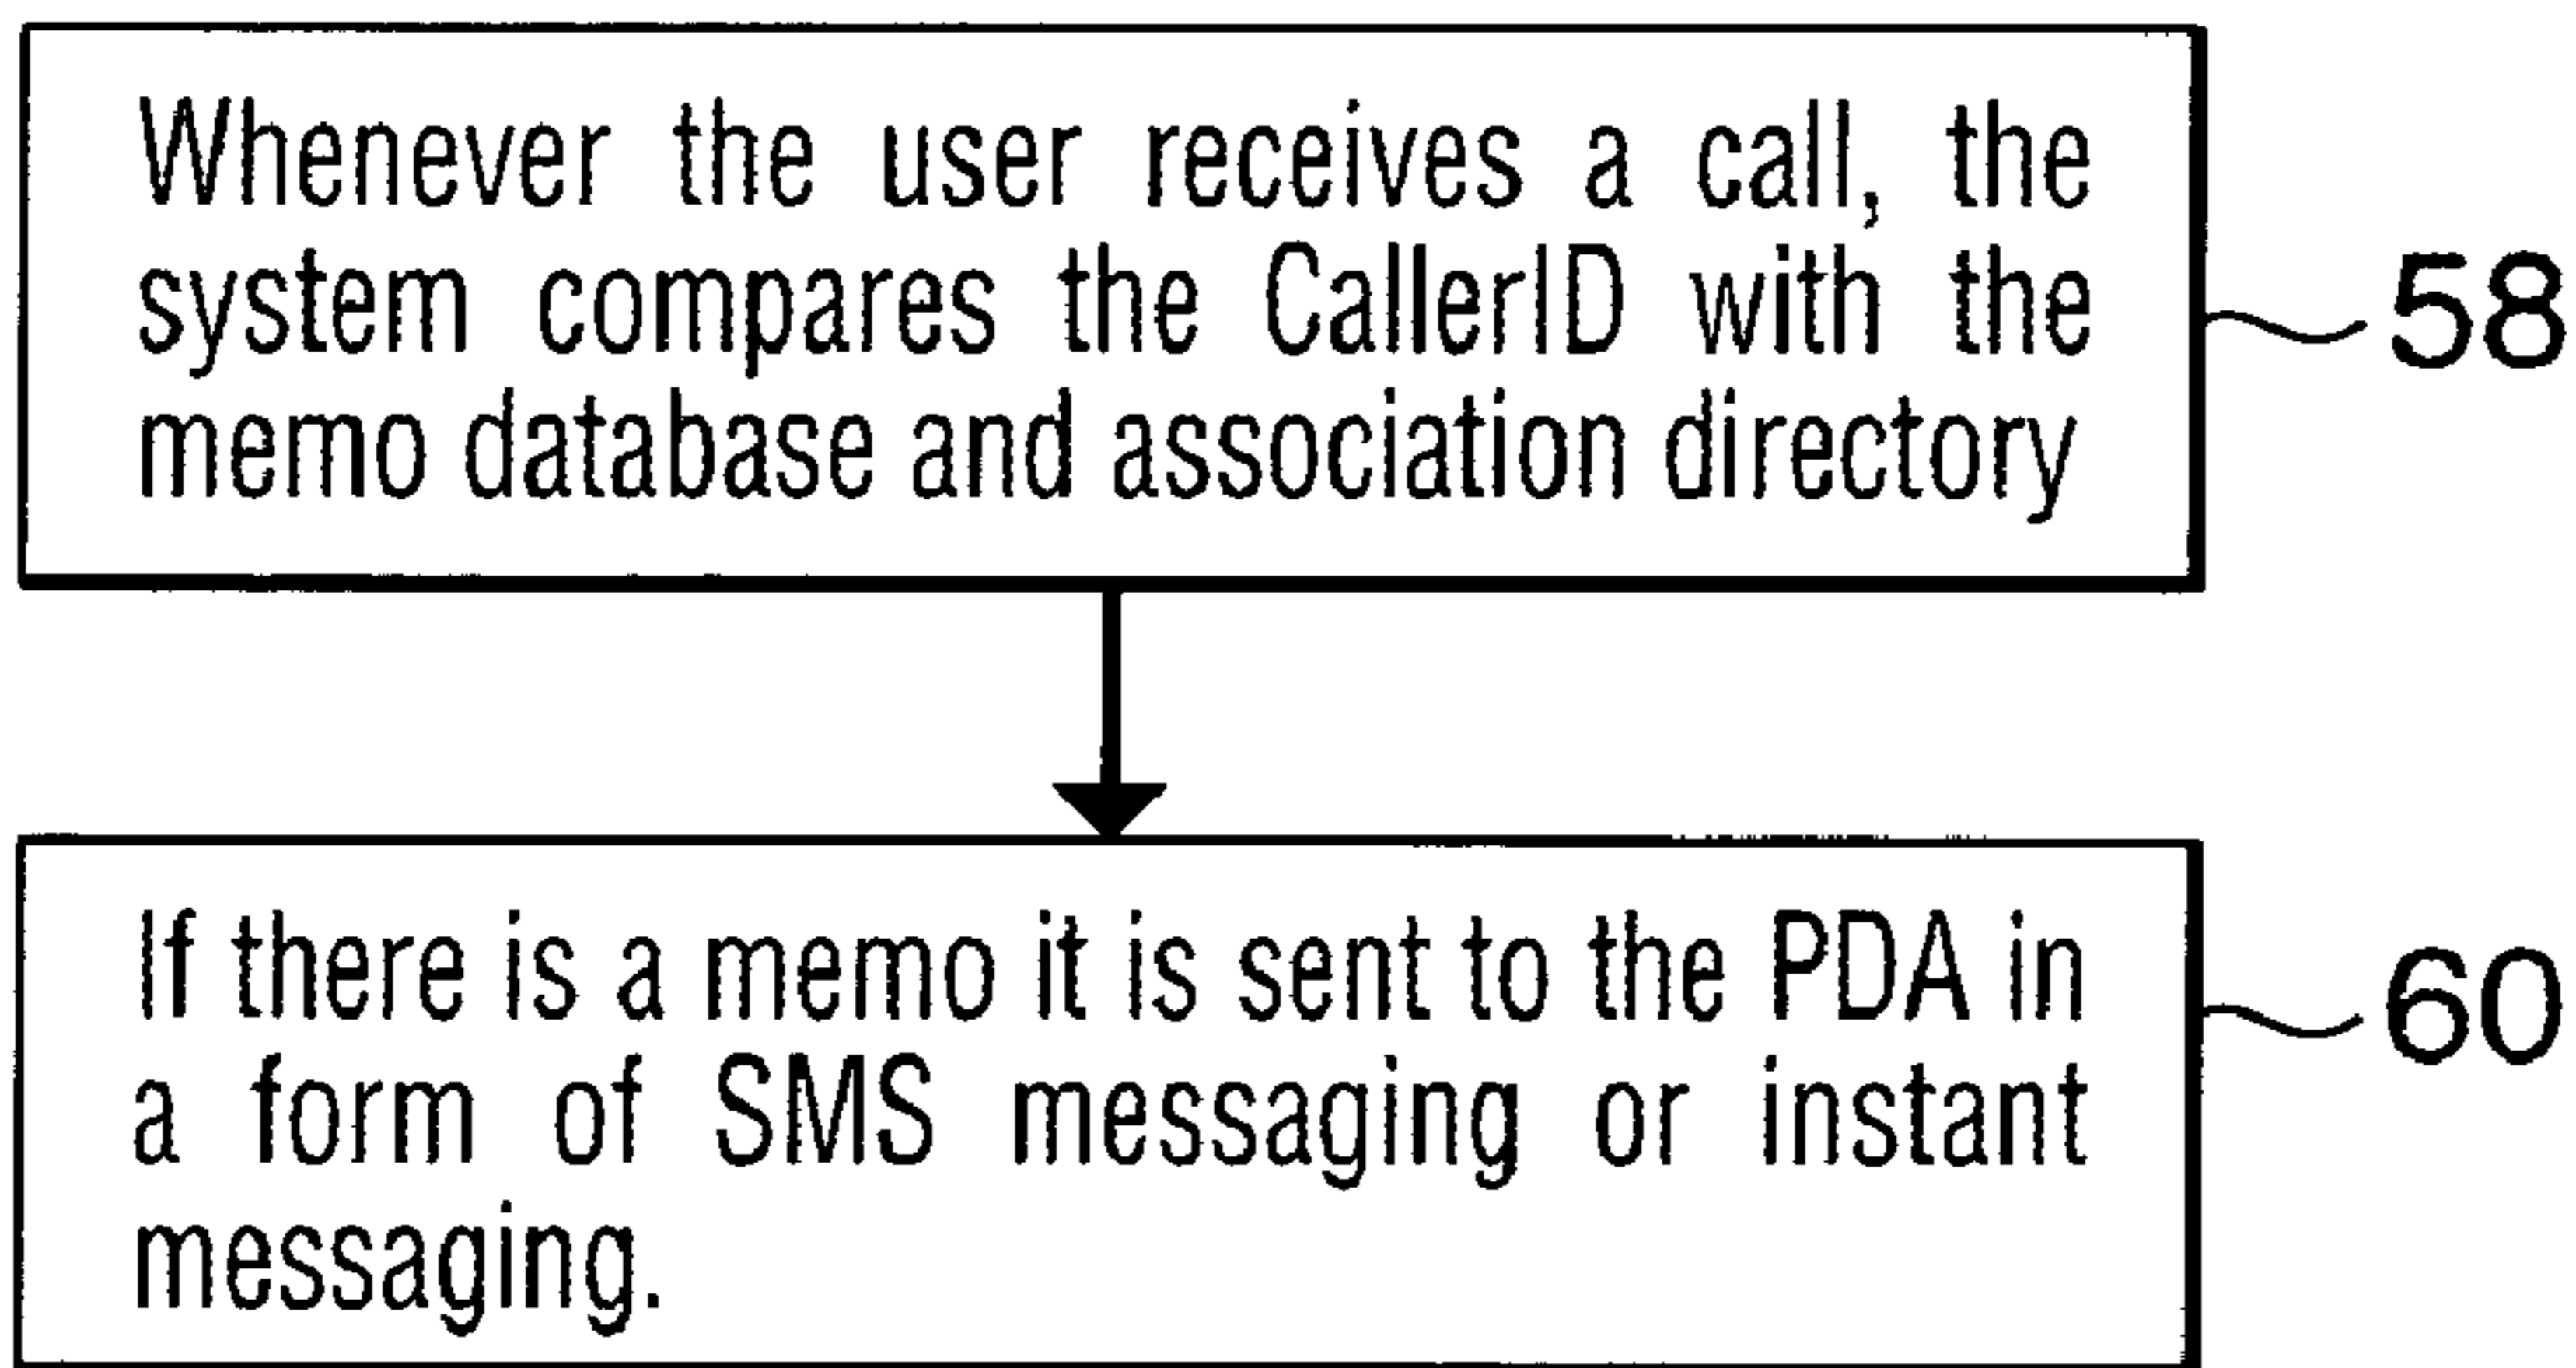 Whenever the user receives a call, the
system compares the CallerID with the
memo database and association directory
58
If there is a memo it is sent to the PDA in
a form of SMS messaging or instant
messaging.
60